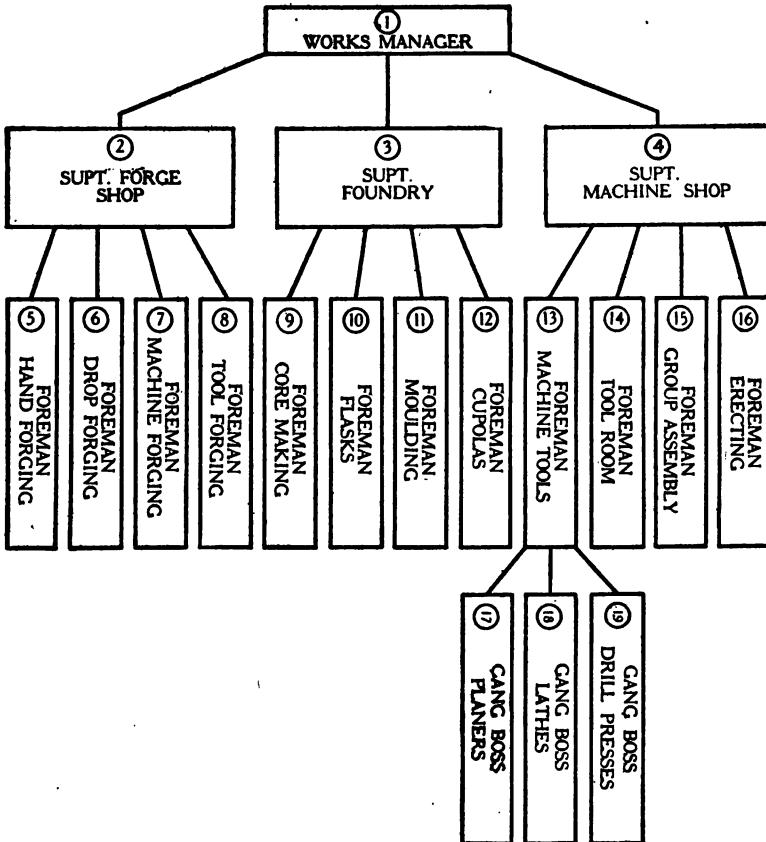 1
WORKS MANAGER
2
SUPT. FORGE
SHOP
3
SUPT.
FOUNDRY
4
SUPT.
MACHINE SHOP
5
FOREMAN
HAND FORGING
6
FOREMAN
DROP FORGING
7
FOREMAN
MACHINE FORGING
8
FOREMAN
TOOL FORGING
9
FOREMAN
CORE MAKING
10
FOREMAN
FLASKS
11
FOREMAN
MOULDING
12
FOREMAN
CUPOLAS
13
FOREMAN
MACHINE TOOLS
14
FOREMAN
TOOL ROOM
15
FOREMAN
GROUP ASSEMBLY
16
FOREMAN
ERECTING
17
GANG BOSS
PLANERS
18
GANG BOSS
LATHES
19
GANG BOSS
DRILL PRESSES